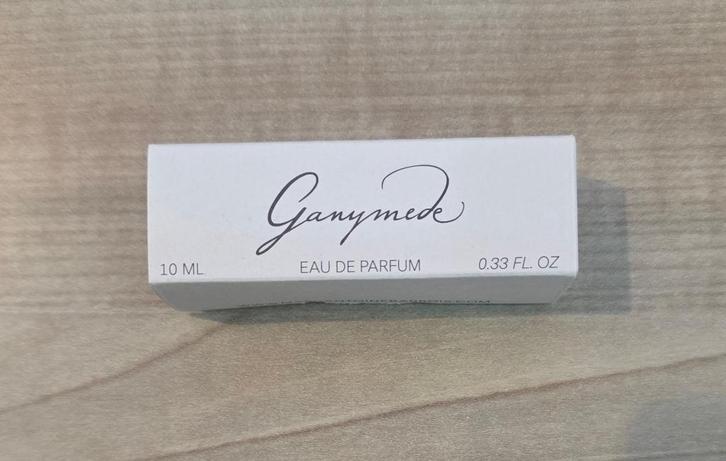 Ganymede
10 ML EAU DE PARFUM 0.33 FL. OZ